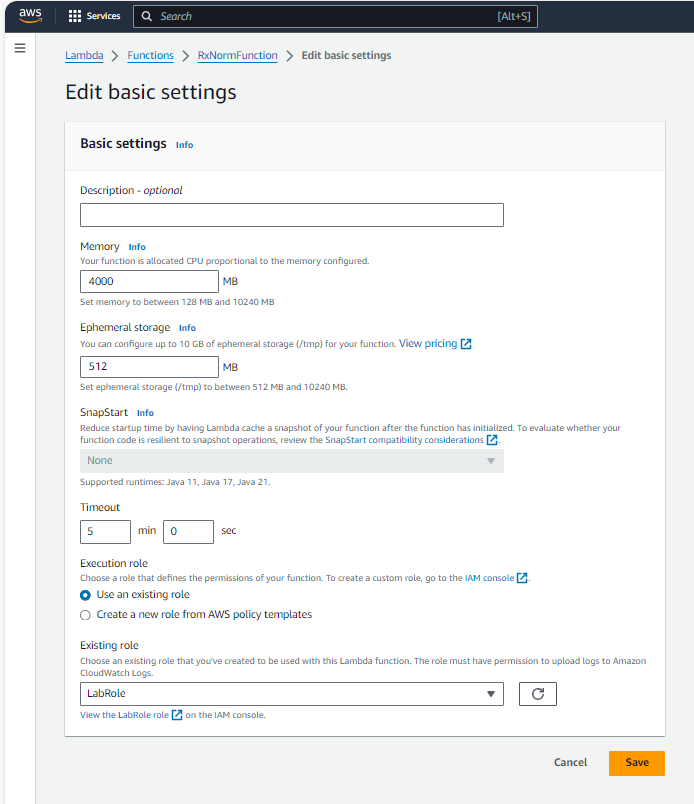 aws Services Search [Alt+S]
Lambda > Functions > RxNormFunction > Edit basic settings
Edit basic settings
Basic settings Info
Description - optional
Memory Info
Your function is allocated CPU proportional to the memory configured.
4000 MB
Set memory to between 128 MB and 10240 MB
Ephemeral storage Info
You can configure up to 10 GB of ephemeral storage (/tmp) for your function. View pricing
512 MB
Set ephemeral storage (/tmp) to between 512 MB and 10240 MB.
SnapStart Info
Reduce startup time by having Lambda cache a snapshot of your function after the function has initialized. To evaluate whether your
function code is resilient to snapshot operations, review the SnapStart compatibility considerations.
None
Supported runtimes: Java 11, Java 17, Java 21.
Timeout
5 min 0 sec
Execution role
Choose a role that defines the permissions of your function. To create a custom role, go to the IAM console.
Use an existing role
Create a new role from AWS policy templates
Existing role
Choose an existing role that you've created to be used with this Lambda function. The role must have permission to upload logs to Amazon
CloudWatch Logs.
LabRole
View the LabRole role on the IAM console.
Cancel Save